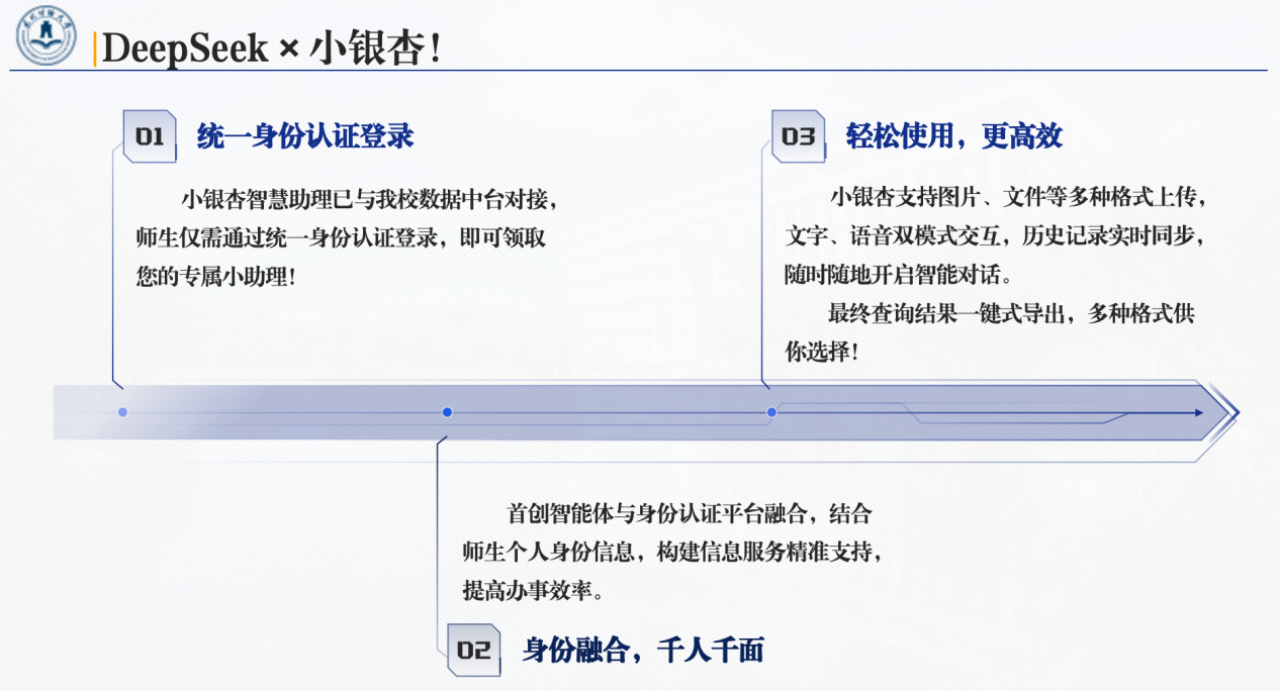 DeepSeek × 小银杏！
01
统一身份认证登录
小银杏智慧助理已与我校数据中台对接，
师生仅需通过统一身份认证登录，即可领取
您的专属小助理！
03
轻松使用，更高效
小银杏支持图片、文件等多种格式上传，
文字、语音双模式交互，历史记录实时同步，
随时随地开启智能对话。
最终查询结果一键式导出，多种格式供
你选择！
首创智能体与身份认证平台融合，结合
师生个人身份信息，构建信息服务精准支持，
提高办事效率。
02
身份融合，千人千面